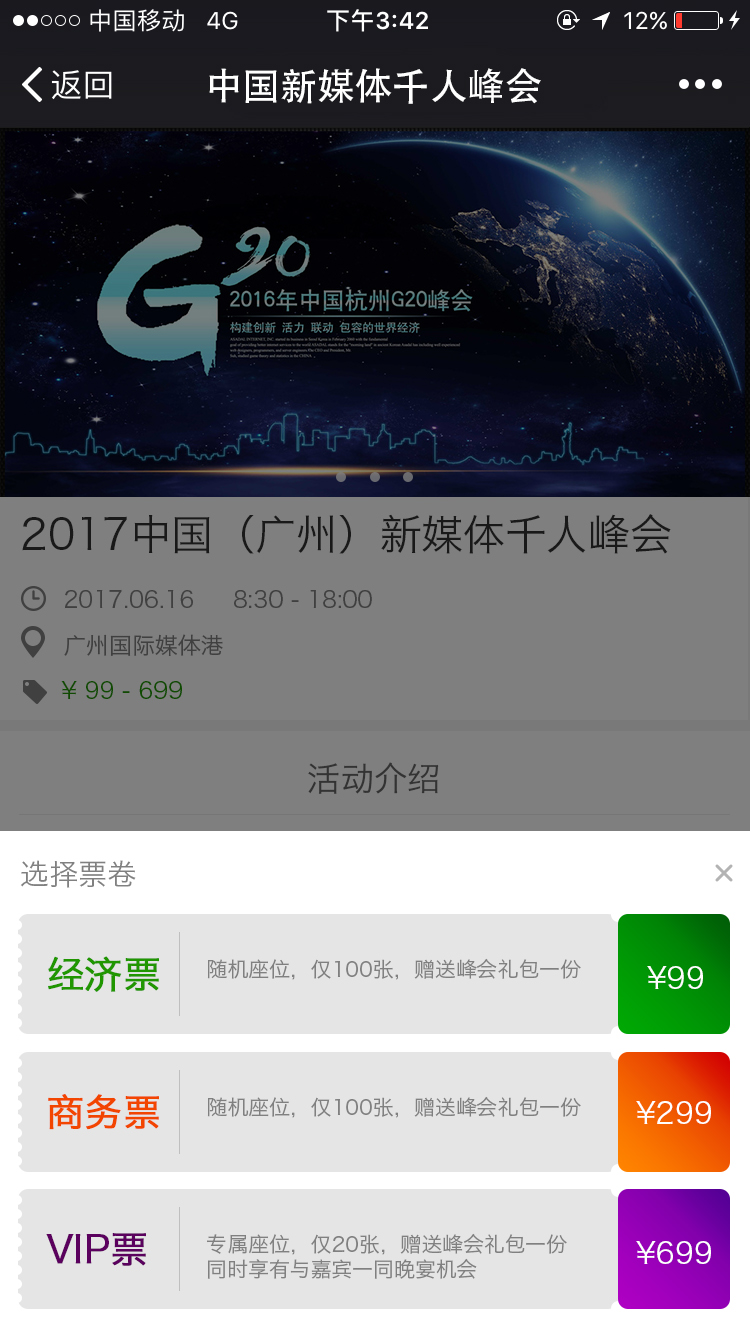 中国移动 4G 下午3:42 12%
返回 中国新媒体千人峰会
G20
2016年中国杭州G20峰会
构建创新 活力 联动 包容的世界经济
2017中国（广州）新媒体千人峰会
2017.06.16 8:30 - 18:00
广州国际媒体港
¥ 99 - 699
活动介绍
选择票卷
经济票 随机座位，仅100张，赠送峰会礼包一份 ¥99
商务票 随机座位，仅100张，赠送峰会礼包一份 ¥299
VIP票 专属座位，仅20张，赠送峰会礼包一份 ¥699
同时享有与嘉宾一同晚宴机会